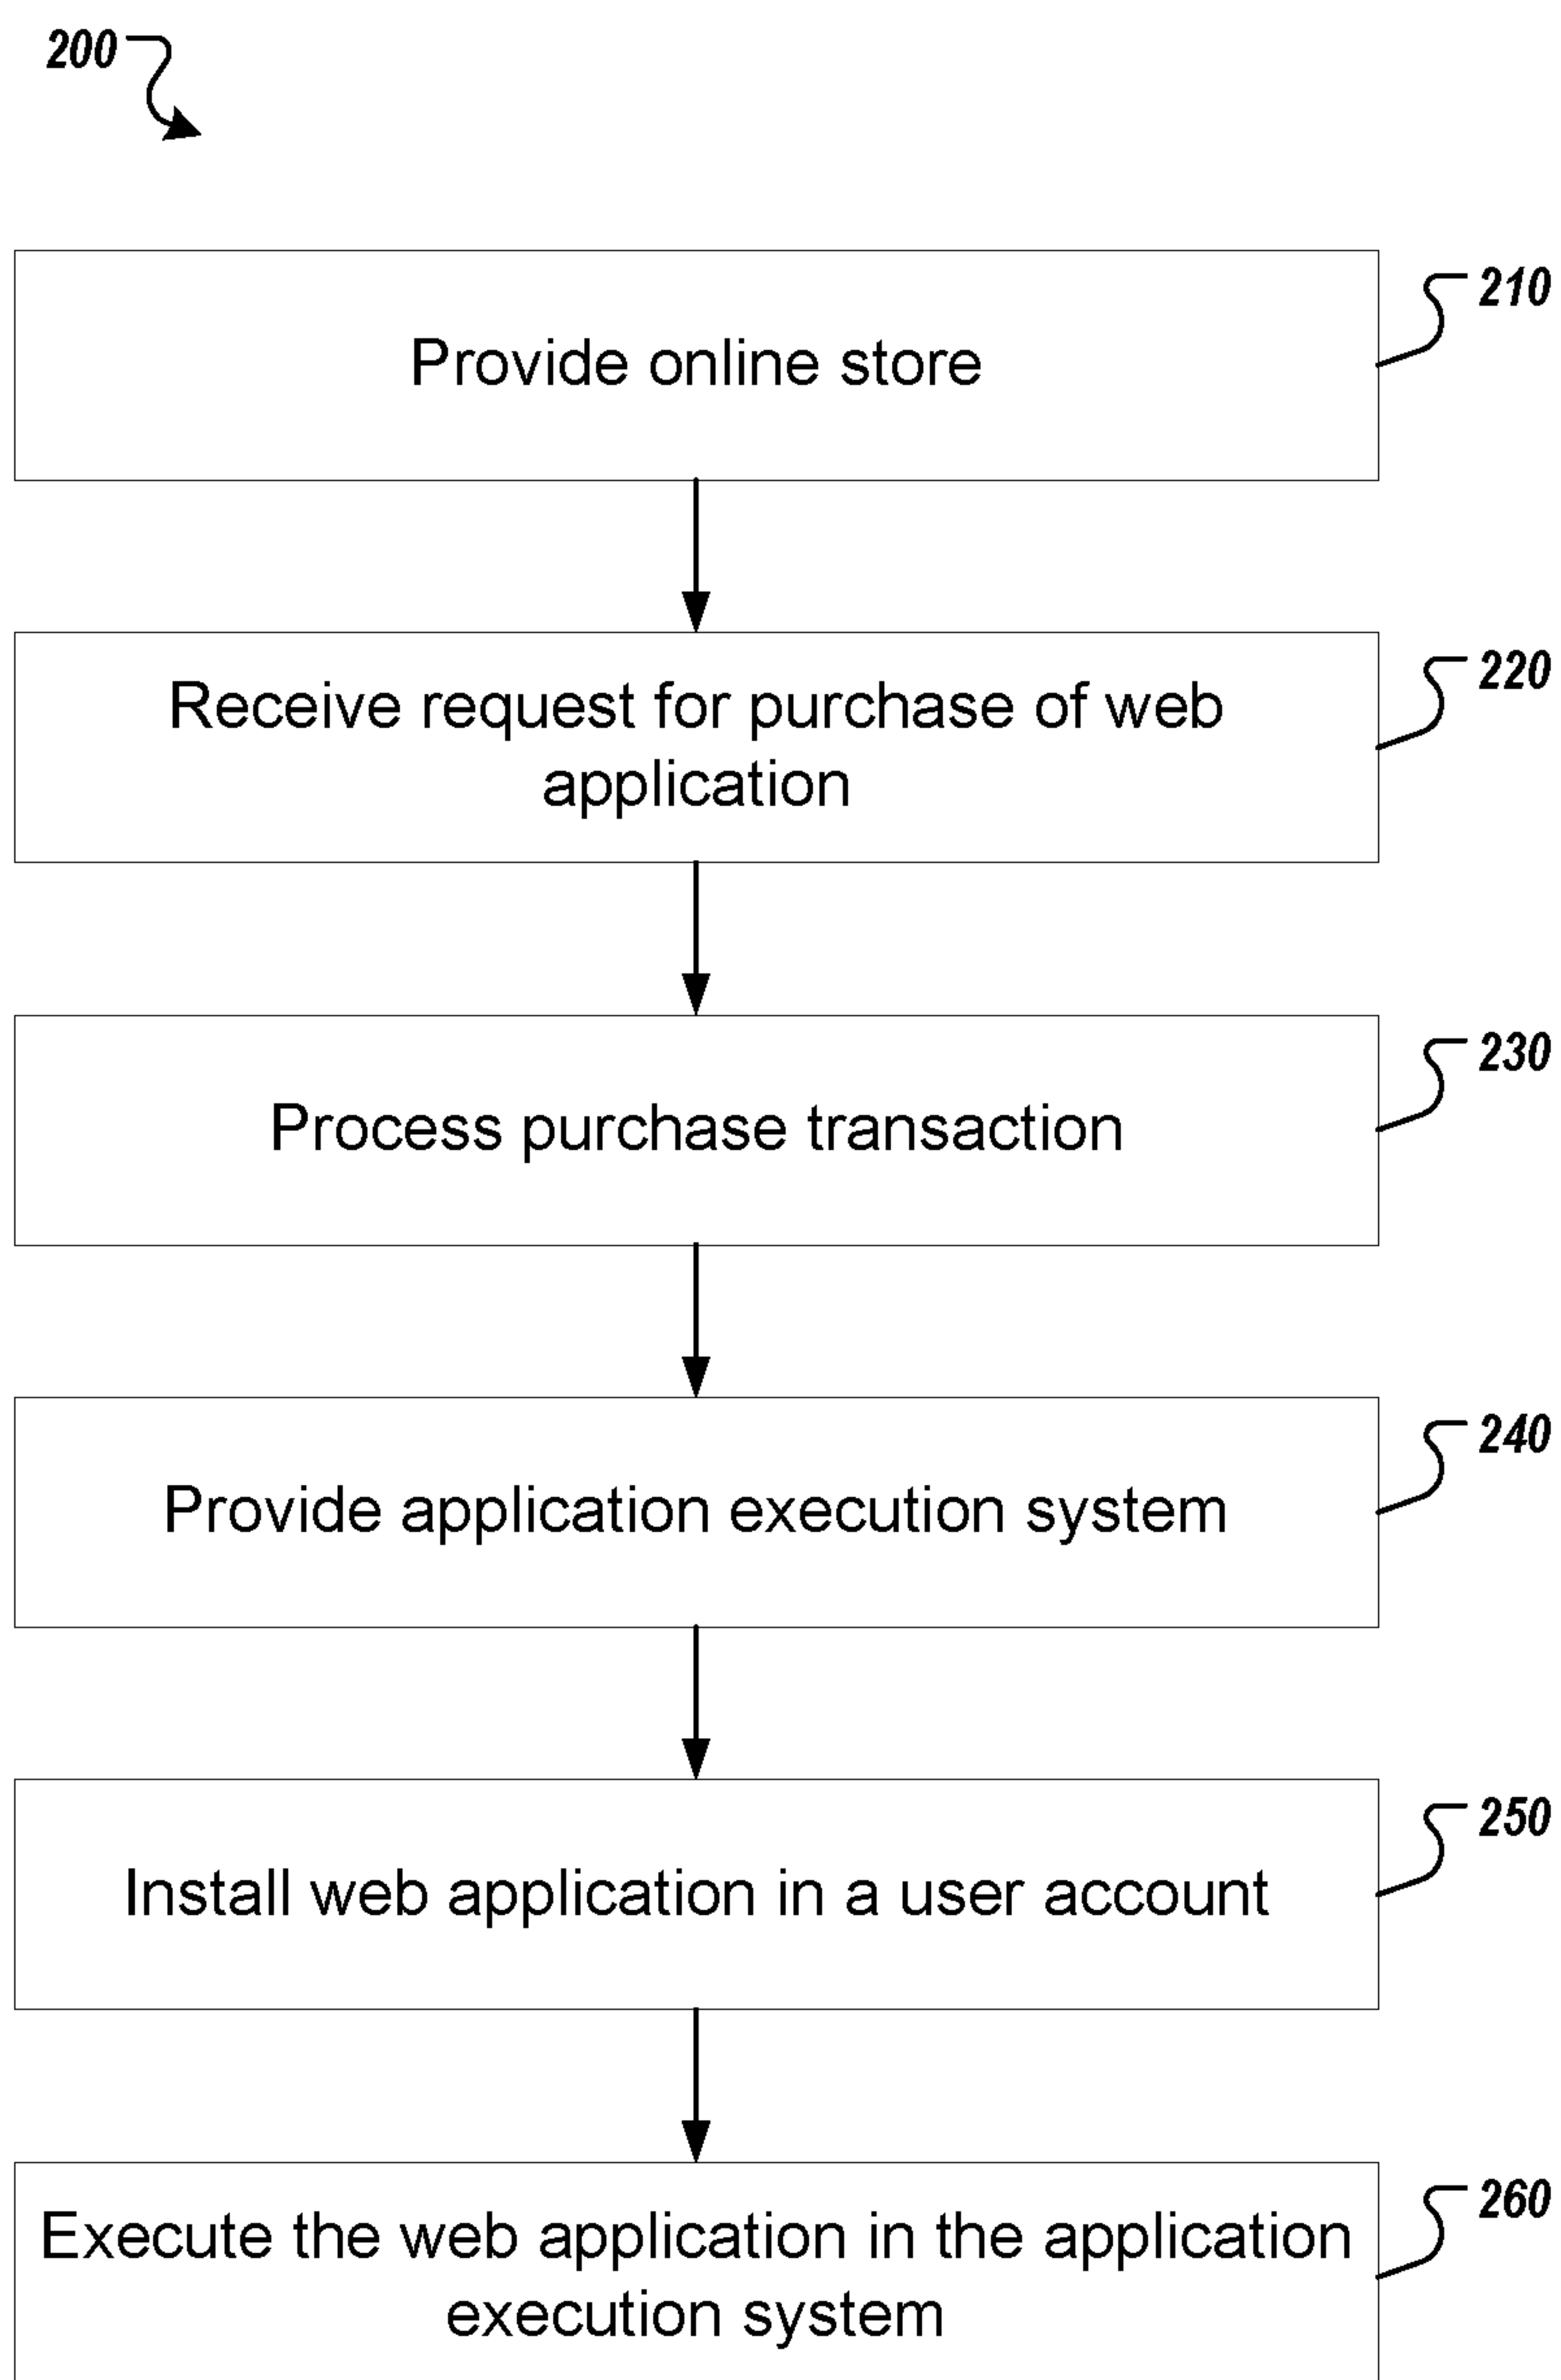 200
Provide online store
210
Receive request for purchase of web
application
220
Process purchase transaction
230
Provide application execution system
240
Install web application in a user account
250
Execute the web application in the application
execution system
260